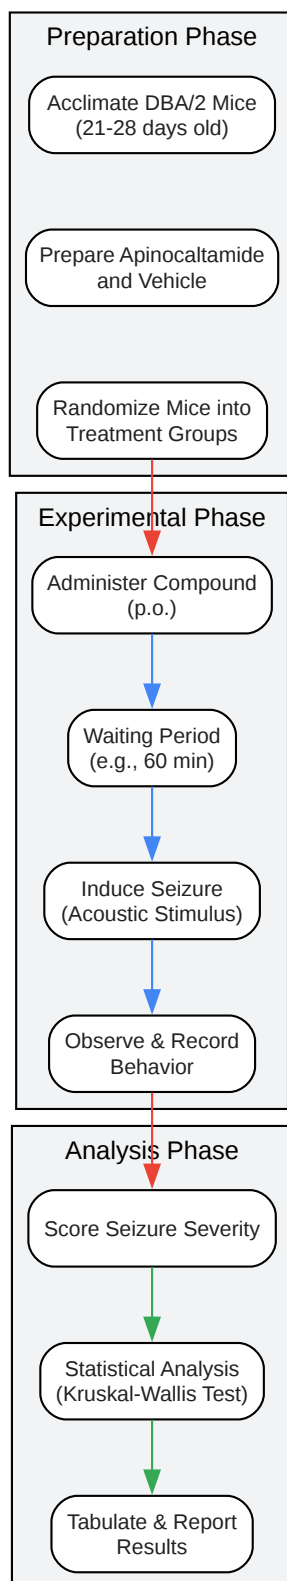 Preparation Phase
Acclimate DBA/2 Mice
(21-28 days old)
Prepare Apinocaltamide
and Vehicle
Randomize Mice into
Treatment Groups
Experimental Phase
Administer Compound
(p.o.)
Waiting Period
(e.g., 60 min)
Induce Seizure
(Acoustic Stimulus)
Observe & Record
Behavior
Analysis Phase
Score Seizure Severity
Statistical Analysis
(Kruskal-Wallis Test)
Tabulate & Report
Results